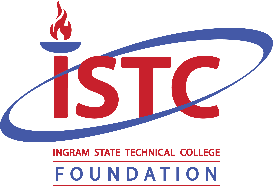 ISTC
INGRAM STATE TECHNICAL COLLEGE
FOUNDATION